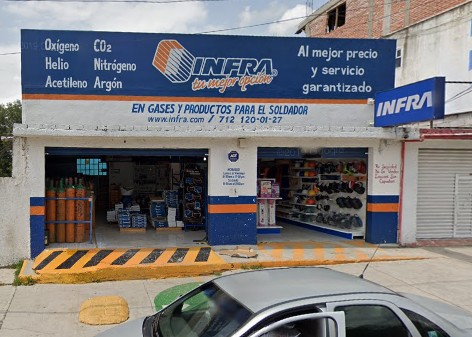 Oxígeno CO₂
Helio Nitrógeno
Acetileno Argón
INFRA
tu mejor opción
Al mejor precio
y servicio
garantizado
EN GASES Y PRODUCTOS PARA EL SOLDADOR
www.infra.com / 712 120-01-27
INFRA